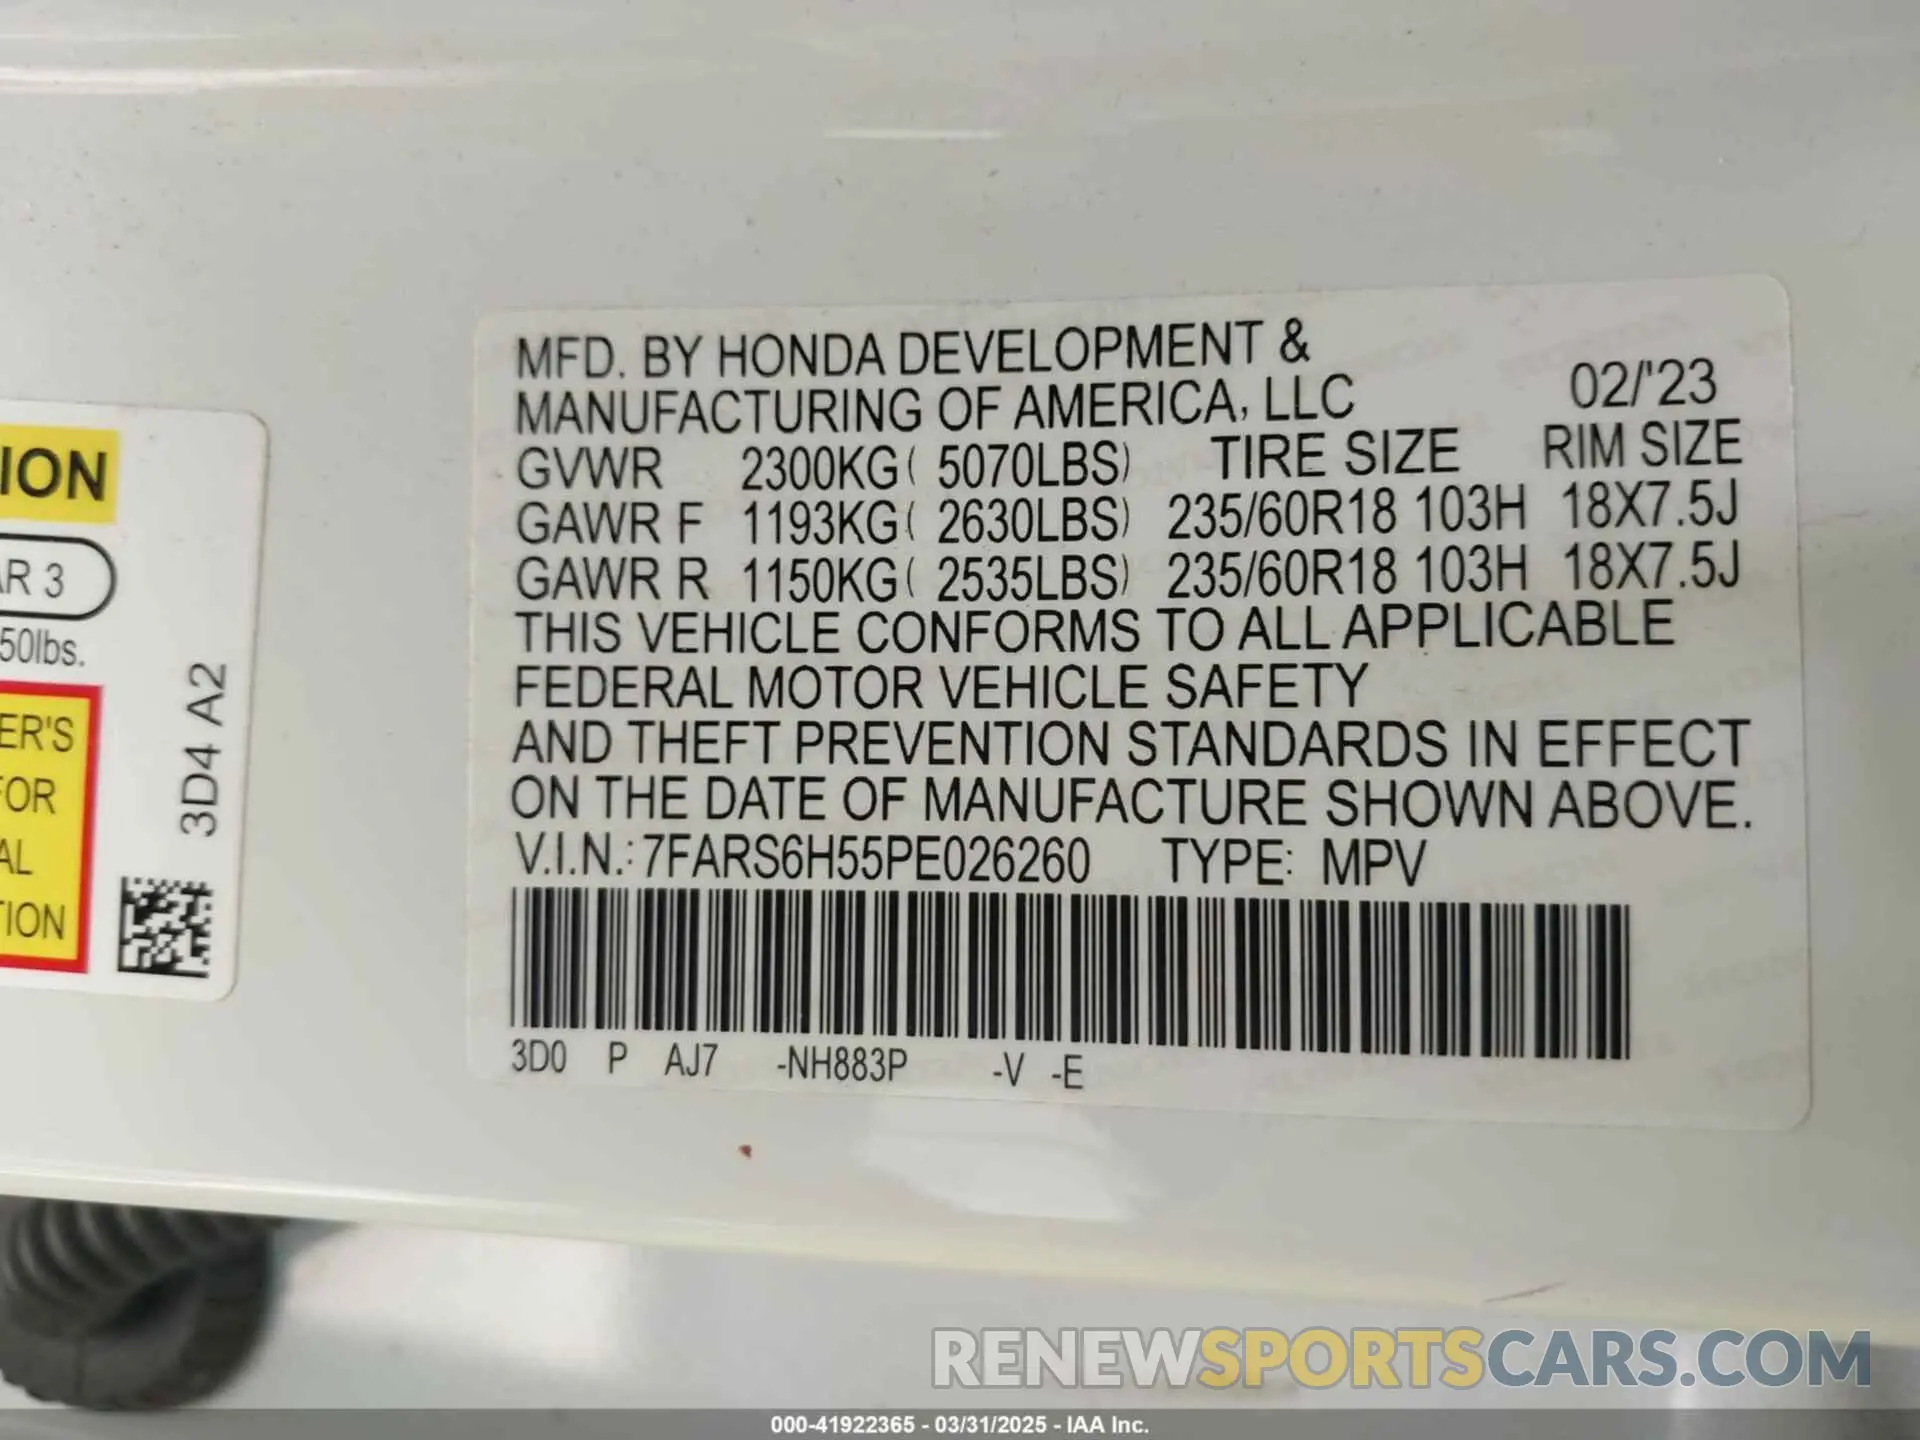 ION
AR 3
50lbs.
ER'S
FOR
AL
TION
3D4 A2
MFD. BY HONDA DEVELOPMENT &
MANUFACTURING OF AMERICA, LLC 02/'23
GVWR 2300KG( 5070LBS) TIRE SIZE RIM SIZE
GAWR F 1193KG( 2630LBS) 235/60R18 103H 18X7.5J
GAWR R 1150KG( 2535LBS) 235/60R18 103H 18X7.5J
THIS VEHICLE CONFORMS TO ALL APPLICABLE
FEDERAL MOTOR VEHICLE SAFETY
AND THEFT PREVENTION STANDARDS IN EFFECT
ON THE DATE OF MANUFACTURE SHOWN ABOVE.
V.I.N.: 7FARS6H55PE026260 TYPE: MPV
3D0 P AJ7 -NH883P -V -E
RENEWSPORTSCARS.COM
000-41922365 - 03/31/2025 - IAA Inc.